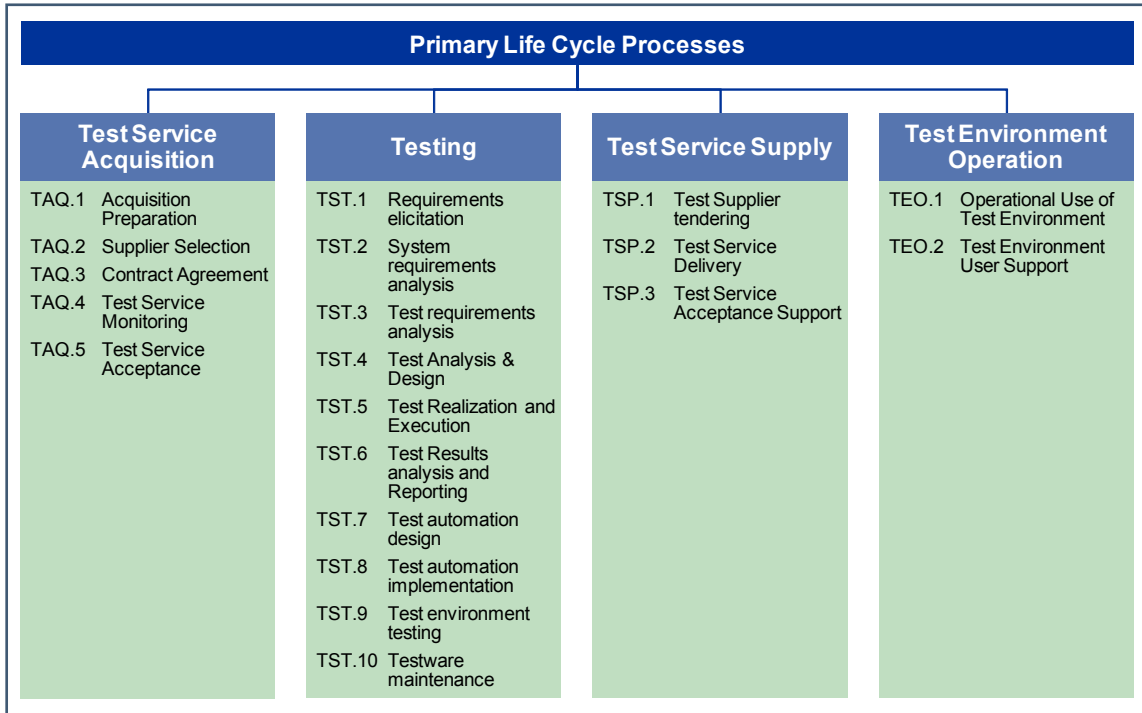 Primary Life Cycle Processes
Test Service
Acquisition
TAQ.1 Acquisition
Preparation
TAQ.2 Supplier Selection
TAQ.3 Contract Agreement
TAQ.4 Test Service
Monitoring
TAQ.5 Test Service
Acceptance
Testing
TST.1 Requirements
elicitation
TST.2 System
requirements
analysis
TST.3 Test requirements
analysis
TST.4 Test Analysis &
Design
TST.5 Test Realization and
Execution
TST.6 Test Results
analysis and
Reporting
TST.7 Test automation
design
TST.8 Test automation
implementation
TST.9 Test environment
testing
TST.10 Testware
maintenance
Test Service Supply
TSP.1 Test Supplier
tendering
TSP.2 Test Service
Delivery
TSP.3 Test Service
Acceptance Support
Test Environment
Operation
TEO.1 Operational Use of
Test Environment
TEO.2 Test Environment
User Support